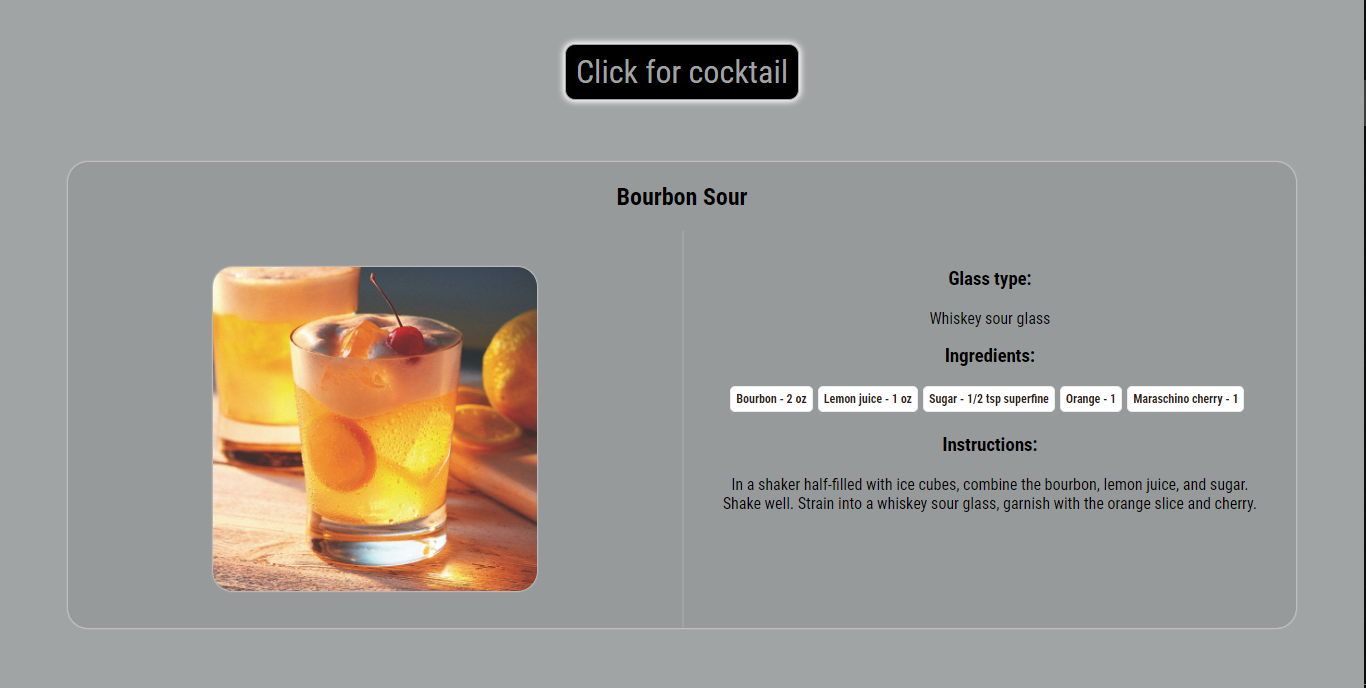 Click for cocktail
Bourbon Sour
Glass type:
Whiskey sour glass
Ingredients:
Bourbon - 2 oz Lemon juice - 1 oz Sugar - 1/2 tsp superfine Orange - 1 Maraschino cherry - 1
Instructions:
In a shaker half-filled with ice cubes, combine the bourbon, lemon juice, and sugar.
Shake well. Strain into a whiskey sour glass, garnish with the orange slice and cherry.